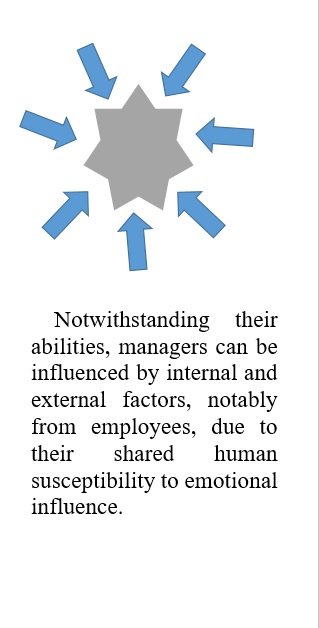 Notwithstanding their
abilities, managers can be
influenced by internal and
external factors, notably
from employees, due to
their shared human
susceptibility to emotional
influence.